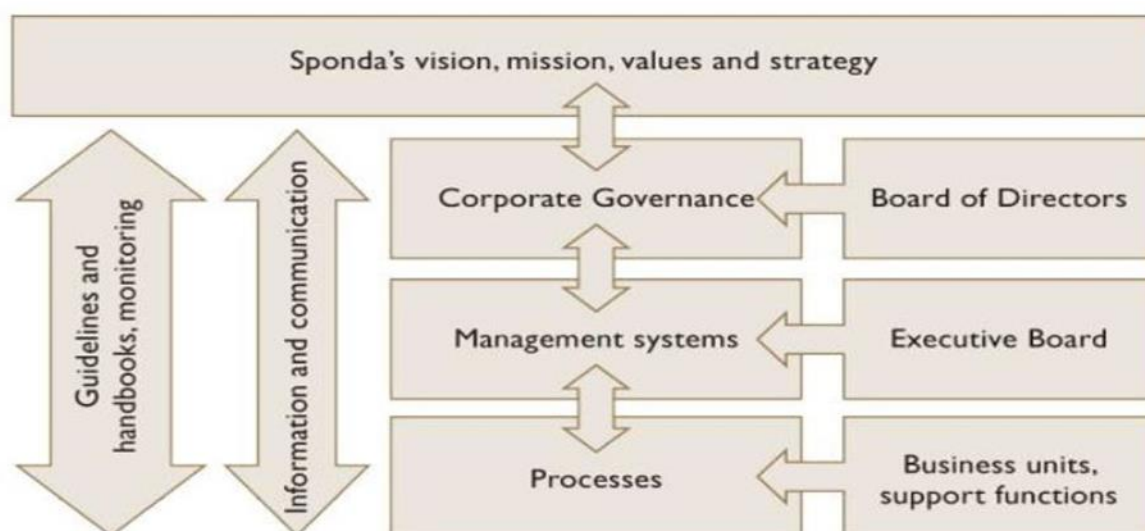 Sponda's vision, mission, values and strategy
Guidelines and
handbooks, monitoring
Information and communication
Corporate Governance
Board of Directors
Management systems
Executive Board
Processes
Business units,
support functions